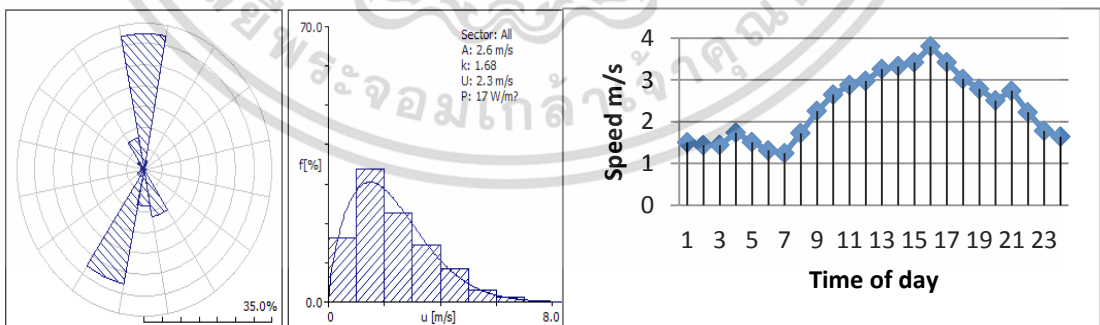 35.0%
70.0
f[%]
0.0
0
u [m/s]
8.0
Sector: All
A: 2.6 m/s
k: 1.68
U: 2.3 m/s
P: 17 W/m?
Speed m/s
4
3
2
1
0
1 3 5 7 9 11 13 15 17 19 21 23
Time of day